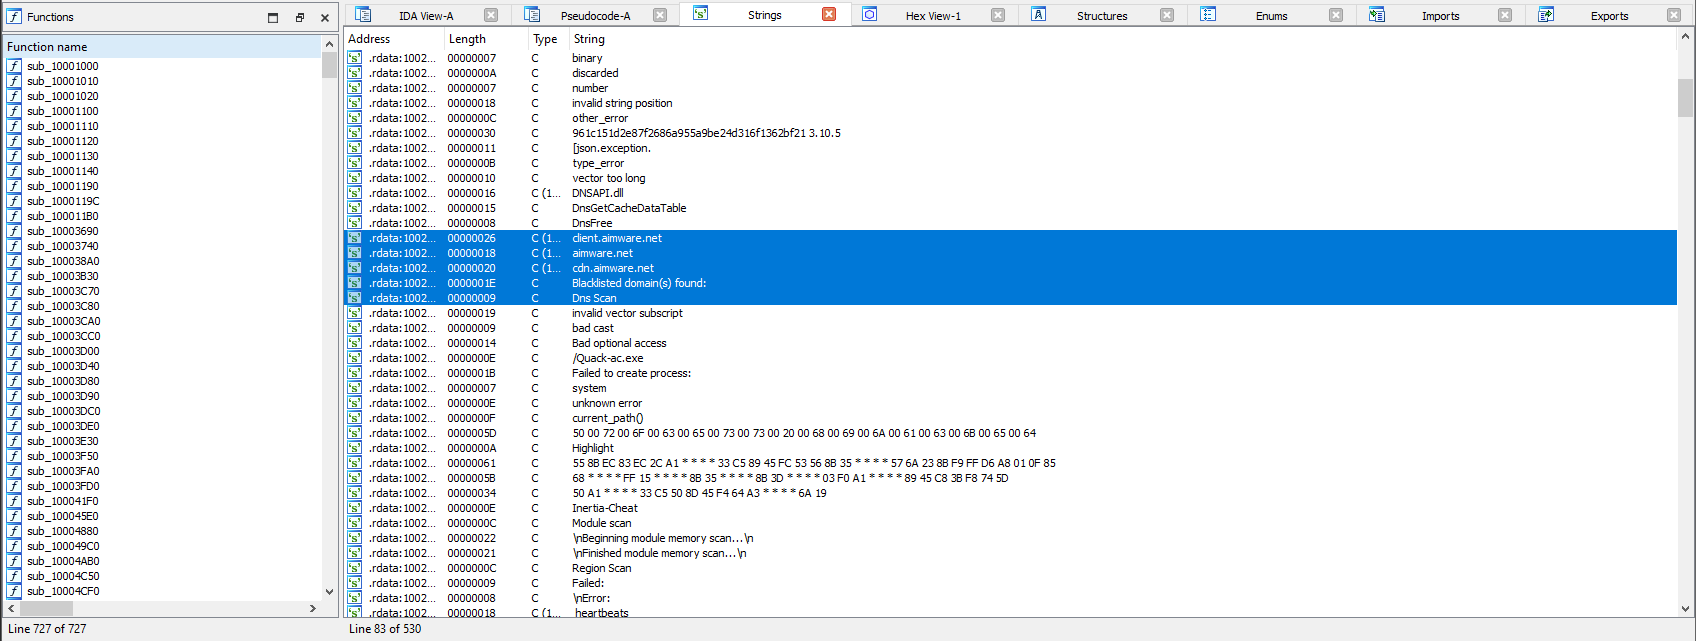 Functions
IDA View-A Pseudocode-A Strings Hex View-1 Structures Enums Imports Exports
Function name
sub_10001000
sub_10001010
sub_10001020
sub_10001100
sub_10001110
sub_10001120
sub_10001130
sub_10001140
sub_10001190
sub_1000119C
sub_100011B0
sub_10003690
sub_10003740
sub_100038A0
sub_10003B30
sub_10003C70
sub_10003C80
sub_10003CA0
sub_10003CC0
sub_10003D00
sub_10003D40
sub_10003D80
sub_10003D90
sub_10003DC0
sub_10003DE0
sub_10003E30
sub_10003F50
sub_10003FA0
sub_10003FD0
sub_100041F0
sub_100045E0
sub_10004880
sub_100049C0
sub_10004AB0
sub_10004C50
sub_10004CF0
Line 727 of 727
Address Length Type String
.rdata:1002... 00000007 C binary
.rdata:1002... 0000000A C discarded
.rdata:1002... 00000007 C number
.rdata:1002... 00000018 C invalid string position
.rdata:1002... 0000000C C other_error
.rdata:1002... 00000030 C 961c151d2e87f2686a955a9be24d316f1362bf21 3.10.5
.rdata:1002... 00000011 C [json.exception.
.rdata:1002... 0000000B C type_error
.rdata:1002... 00000010 C vector too long
.rdata:1002... 00000016 C (1... DNSAPI.dll
.rdata:1002... 00000015 C DnsGetCacheDataTable
.rdata:1002... 00000008 C DnsFree
.rdata:1002... 00000026 C (1... client.aimware.net
.rdata:1002... 00000018 C (1... aimware.net
.rdata:1002... 00000020 C (1... cdn.aimware.net
.rdata:1002... 0000001E C Blacklisted domain(s) found:
.rdata:1002... 00000009 C Dns Scan
.rdata:1002... 00000019 C invalid vector subscript
.rdata:1002... 00000009 C bad cast
.rdata:1002... 00000014 C Bad optional access
.rdata:1002... 0000000E C /Quack-ac.exe
.rdata:1002... 0000001B C Failed to create process:
.rdata:1002... 00000007 C system
.rdata:1002... 0000000E C unknown error
.rdata:1002... 0000000F C current_path()
.rdata:1002... 0000005D C 50 00 72 00 6F 00 63 00 65 00 73 00 73 00 20 00 68 00 69 00 6A 00 61 00 63 00 6B 00 65 00 64
.rdata:1002... 0000000A C Highlight
.rdata:1002... 00000061 C 55 8B EC 83 EC 2C A1 * * * * 33 C5 89 45 FC 53 56 8B 35 * * * * 57 6A 23 8B F9 FF D6 A8 01 0F 85
.rdata:1002... 0000005B C 68 * * * * FF 15 * * * * 8B 35 * * * * 8B 3D * * * * 03 F0 A1 * * * * 89 45 C8 3B F8 74 5D
.rdata:1002... 00000034 C 50 A1 * * * * 33 C5 50 8D 45 F4 64 A3 * * * * 6A 19
.rdata:1002... 0000000E C Inertia-Cheat
.rdata:1002... 0000000C C Module scan
.rdata:1002... 00000022 C \nBeginning module memory scan...\n
.rdata:1002... 00000021 C \nFinished module memory scan...\n
.rdata:1002... 0000000C C Region Scan
.rdata:1002... 00000009 C Failed:
.rdata:1002... 00000008 C \nError:
.rdata:1002... 00000018 C (1... heartbeats
Line 83 of 530